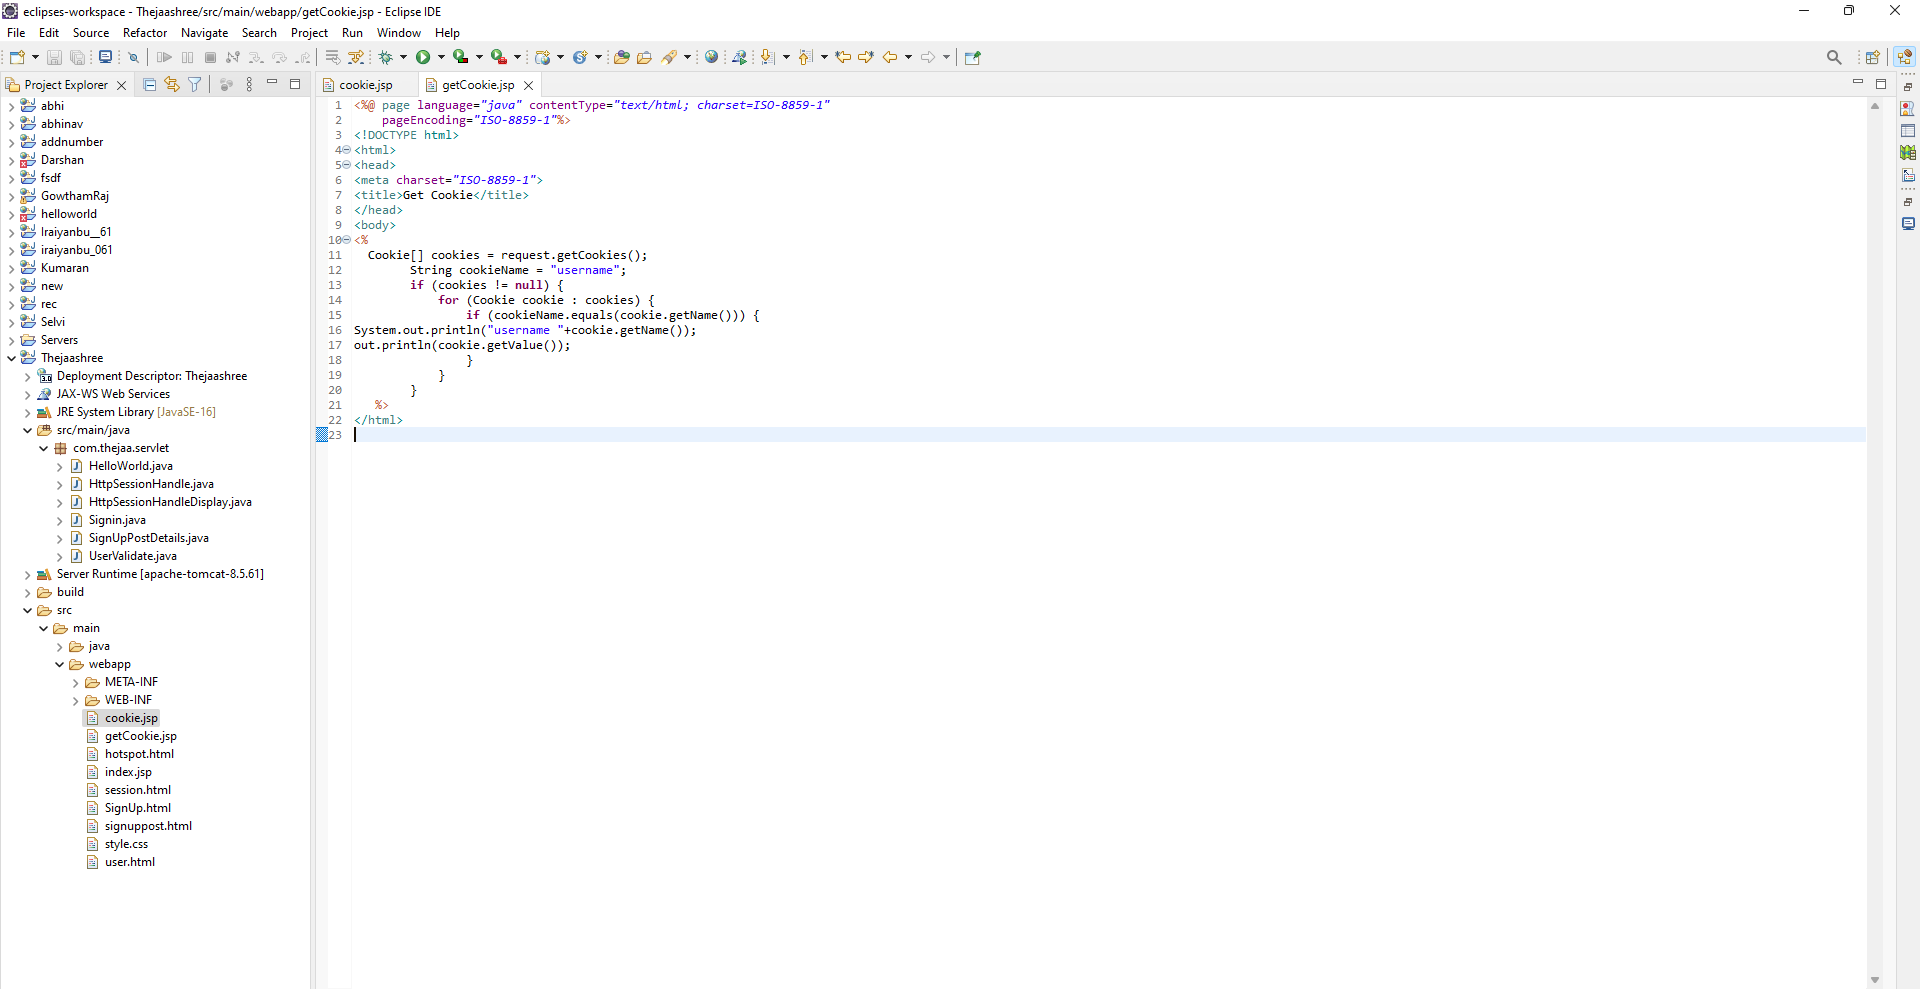 eclipses-workspace - Thejaashree/src/main/webapp/getCookie.jsp - Eclipse IDE
File Edit Source Refactor Navigate Search Project Run Window Help
Project Explorer
abhi
abhinav
addnumber
Darshan
fsdf
GowthamRaj
helloworld
Iraiyanbu__61
iraiyanbu_061
Kumaran
new
rec
Selvi
Servers
Thejaashree
Deployment Descriptor: Thejaashree
JAX-WS Web Services
JRE System Library [JavaSE-16]
src/main/java
com.thejaa.servlet
HelloWorld.java
HttpSessionHandle.java
HttpSessionHandleDisplay.java
Signin.java
SignUpPostDetails.java
UserValidate.java
Server Runtime [apache-tomcat-8.5.61]
build
src
main
java
webapp
META-INF
WEB-INF
cookie.jsp
getCookie.jsp
hotspot.html
index.jsp
session.html
SignUp.html
signuppost.html
style.css
user.html
cookie.jsp getCookie.jsp
1 <%@ page language="java" contentType="text/html; charset=ISO-8859-1"
2     pageEncoding="ISO-8859-1"%>
3 <!DOCTYPE html>
4 <html>
5 <head>
6 <meta charset="ISO-8859-1">
7 <title>Get Cookie</title>
8 </head>
9 <body>
10 <%
11   Cookie[] cookies = request.getCookies();
12         String cookieName = "username";
13         if (cookies != null) {
14             for (Cookie cookie : cookies) {
15                 if (cookieName.equals(cookie.getName())) {
16 System.out.println("username "+cookie.getName());
17 out.println(cookie.getValue());
18                 }
19             }
20         }
21    %>
22 </html>
23